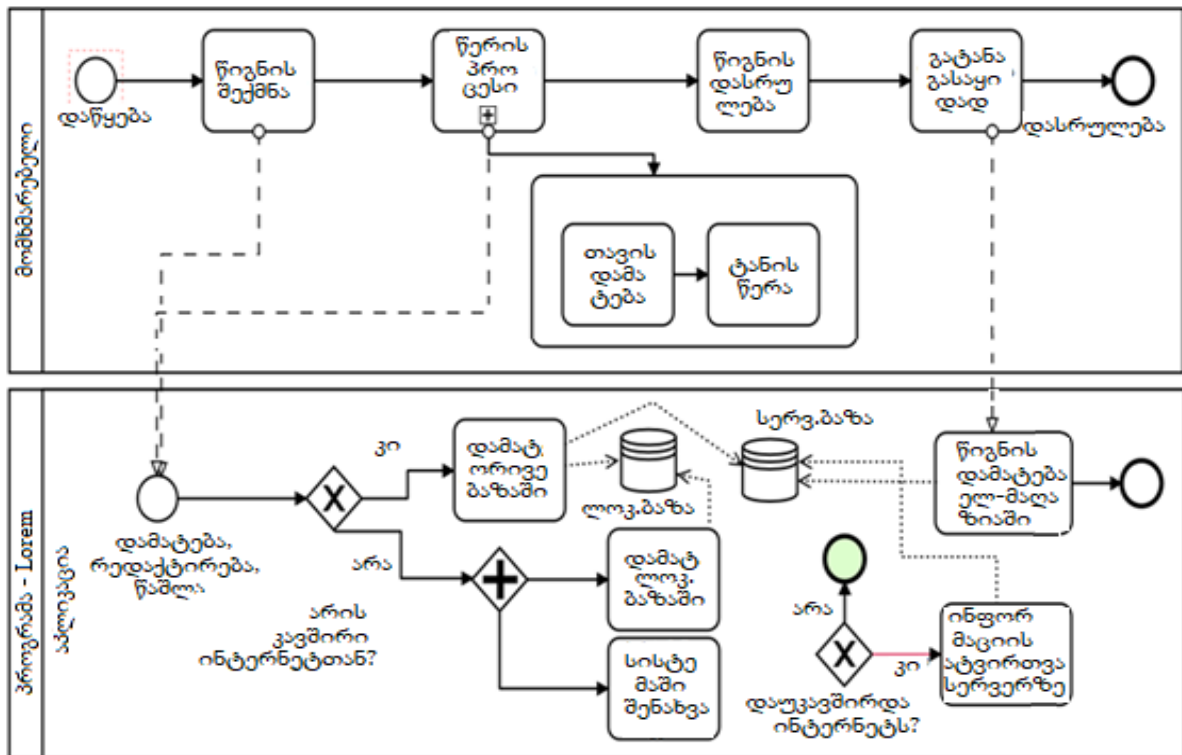 მომხმარებელი
დაწყება
წიგნის
შექმნა
წერის
პრო
ცესი
წიგნის
დასრუ
ლება
გატანა
გასაყი
დად
დასრულება
თავის
დამა
ტება
ტანის
წერა
პროგრამა - Lorem
აპლიკაცია
დამატება,
რედაქტირება,
წაშლა
კი
არა
არის
კავშირი
ინტერნეტთან?
დამატ.
ორივე
ბაზაში
ლოკ.ბაზა
სერვ.ბაზა
დამატ
ლოკ.
ბაზაში
სისტე
მაში
შენახვა
წიგნის
დამატება
ელ-მაღა
ზიაში
არა
კი
დაუკავშირდა
ინტერნეტს?
ინფორ
მაციის
ატვირთვა
სერვერზე